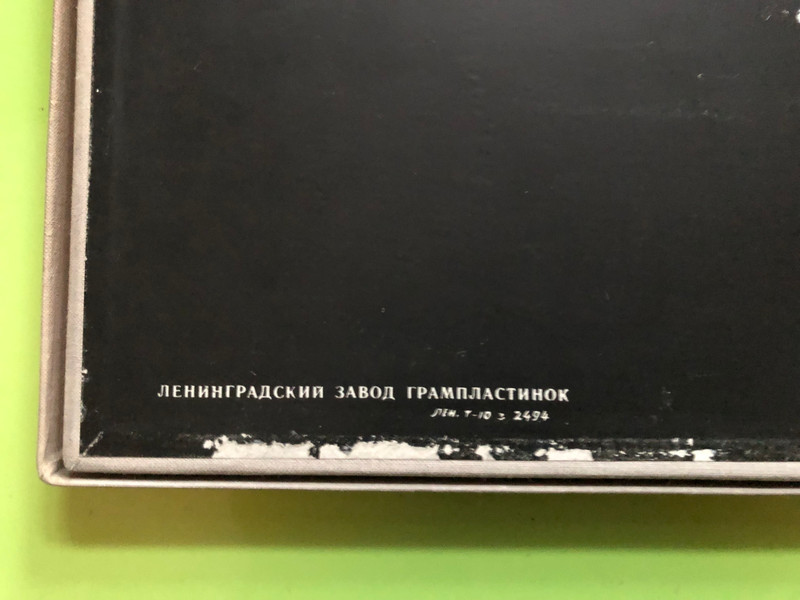 ЛЕНИНГРАДСКИЙ ЗАВОД ГРАМПЛАСТИНОК
ЛЕН. Т-10 з. 2494